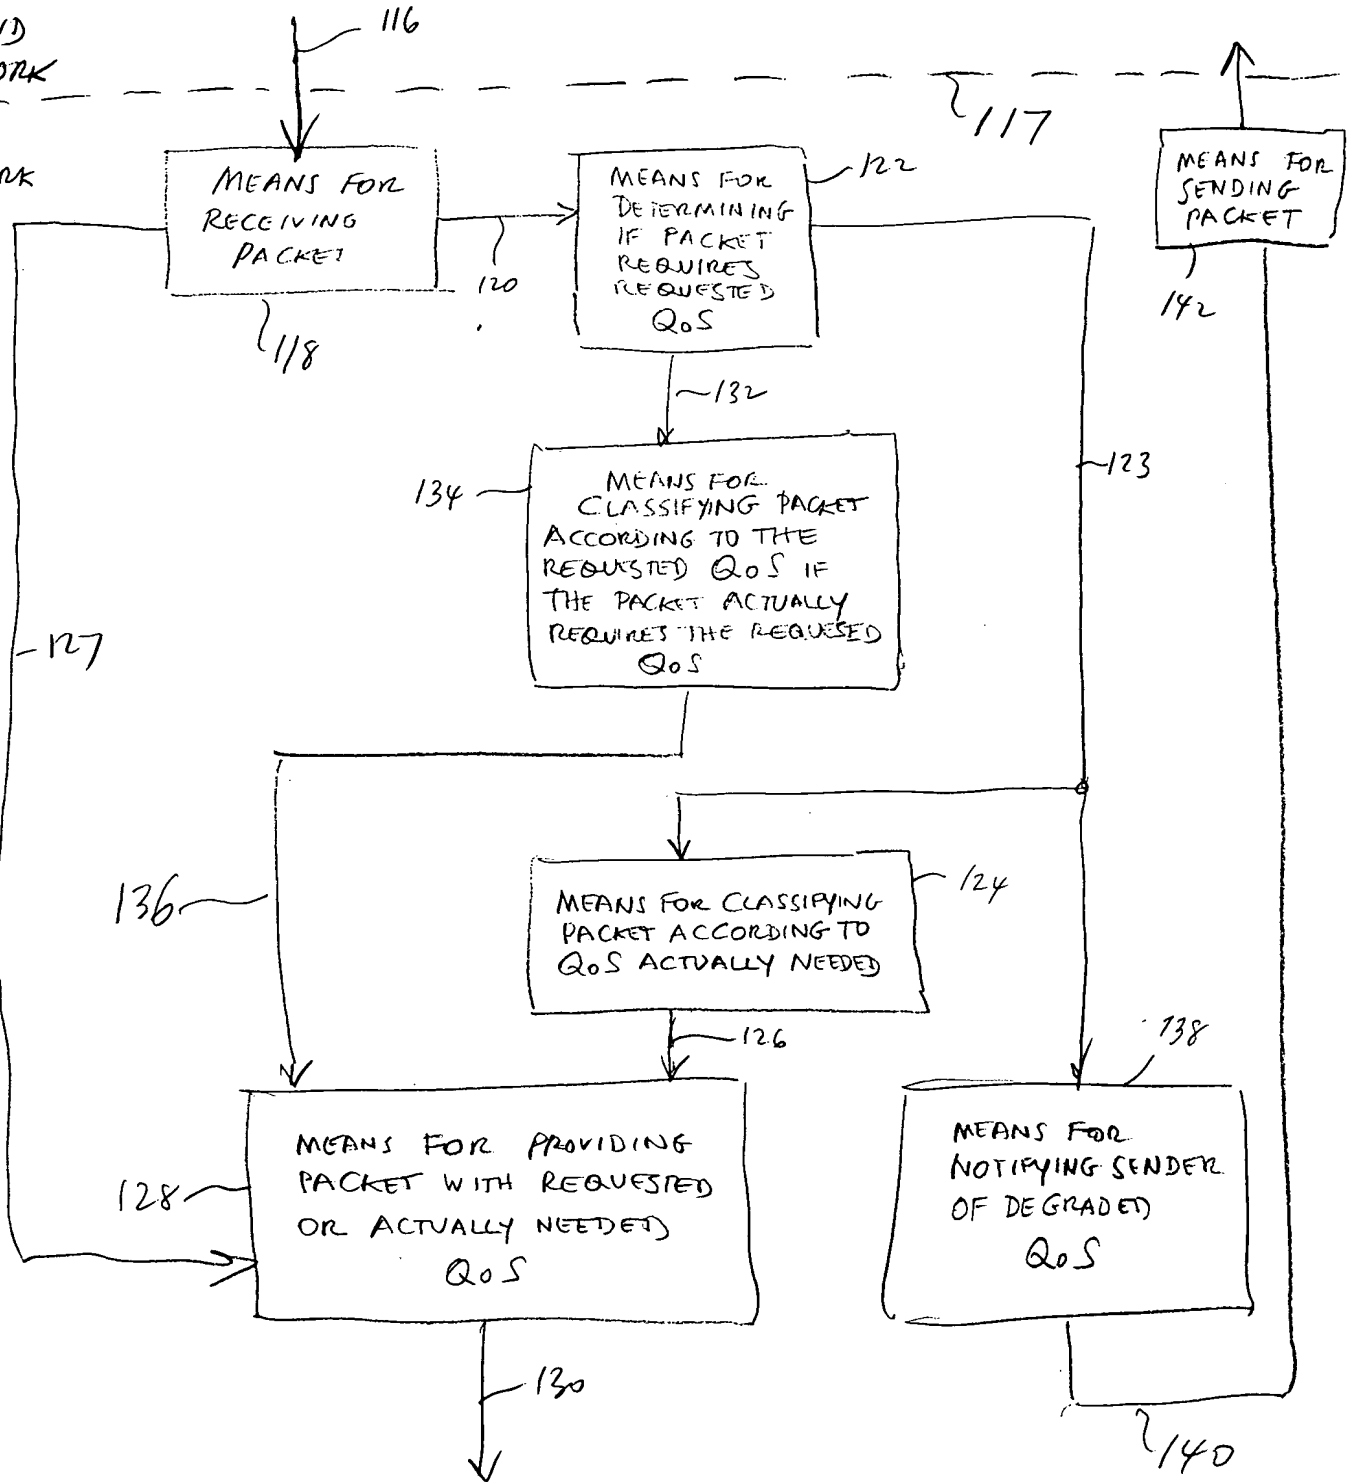 116
117
MEANS FOR
RECEIVING
PACKET
118
120
MEANS FOR
DETERMINING
IF PACKET
REQUIRES
REQUESTED
QoS
122
MEANS FOR
SENDING
PACKET
142
132
123
134
MEANS FOR
CLASSIFYING PACKET
ACCORDING TO THE
REQUESTED QoS IF
THE PACKET ACTUALLY
REQUIRES THE REQUESED
QoS
127
136
MEANS FOR CLASSIFYING
PACKET ACCORDING TO
QoS ACTUALLY NEEDED
124
126
138
128
MEANS FOR PROVIDING
PACKET WITH REQUESTED
OR ACTUALLY NEEDED
QoS
MEANS FOR
NOTIFYING SENDER
OF DEGRADED
QoS
130
140